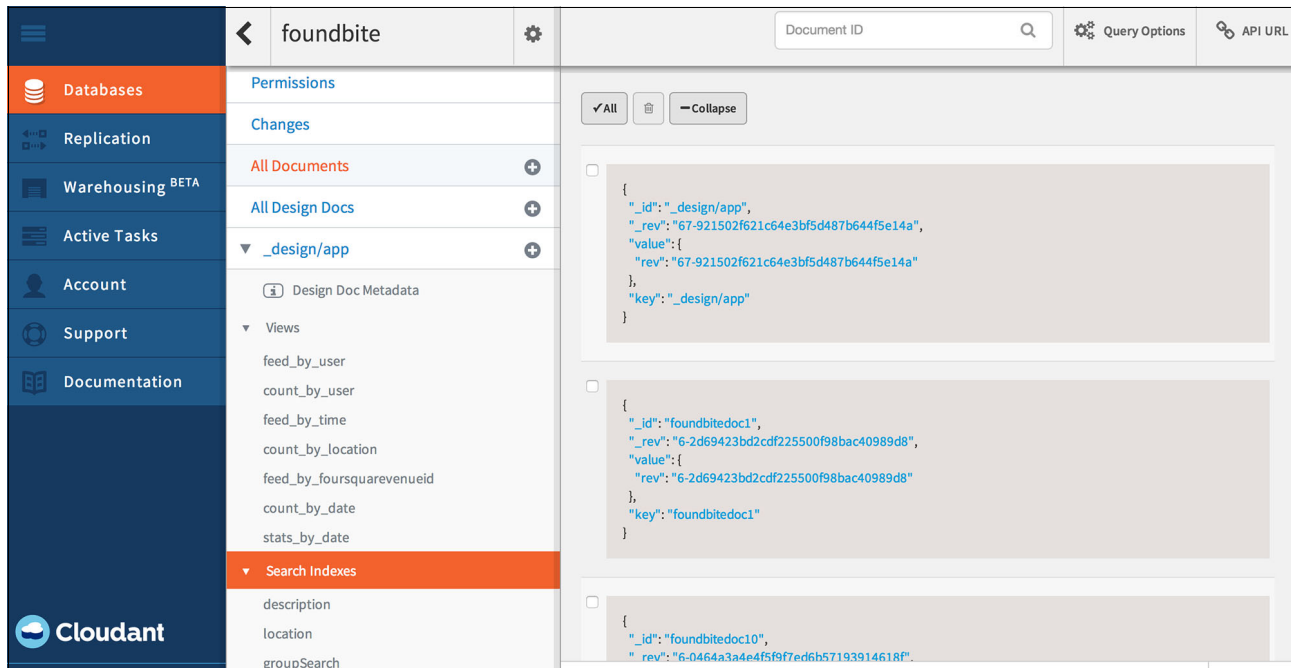 foundbite
Document ID
Query Options
API URL
Databases
Replication
Warehousing BETA
Active Tasks
Account
Support
Documentation
Cloudant
Permissions
Changes
All Documents
All Design Docs
_design/app
Design Doc Metadata
Views
feed_by_user
count_by_user
feed_by_time
count_by_location
feed_by_foursquarevenueid
count_by_date
stats_by_date
Search Indexes
description
location
groupSearch
All
Collapse
{
"_id": "_design/app",
"_rev": "67-921502f621c64e3bf5d487b644f5e14a",
"value": {
"rev": "67-921502f621c64e3bf5d487b644f5e14a"
},
"key": "_design/app"
}
{
"_id": "foundbitedoc1",
"_rev": "6-2d69423bd2cdf225500f98bac40989d8",
"value": {
"rev": "6-2d69423bd2cdf225500f98bac40989d8"
},
"key": "foundbitedoc1"
}
{
"_id": "foundbitedoc10",
"_rev": "6-0464a3a4e4f5f9f7ed6b57193914618f",